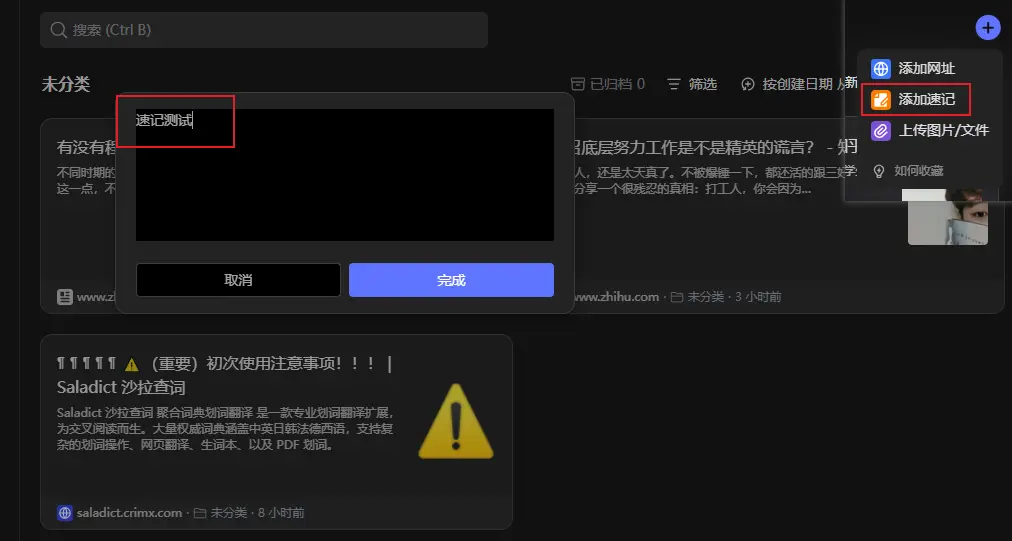 搜索 (Ctrl B)
未分类
已归档 0
筛选
按创建日期
添加网址
添加速记
上传图片/文件
如何收藏
速记测试
取消
完成
有没有程
不同时期的
这一点，不
底层努力工作是不是精英的谎言？ - 知
人，还是太天真了。不被爆锤一下，都还活的跟三好
分享一个很残忍的真相：打工人，你会因为...
www.zh
www.zhihu.com · 未分类 · 3 小时前
¶ ¶ ¶ ¶ ¶ ⚠ （重要）初次使用注意事项！！！ |
Saladict 沙拉查词
Saladict 沙拉查词 聚合词典划词翻译 是一款专业划词翻译扩展，
为交叉阅读而生。大量权威词典涵盖中英日韩法德西语，支持复
杂的划词操作、网页翻译、生词本、以及 PDF 划词。
saladict.crimx.com · 未分类 · 8 小时前